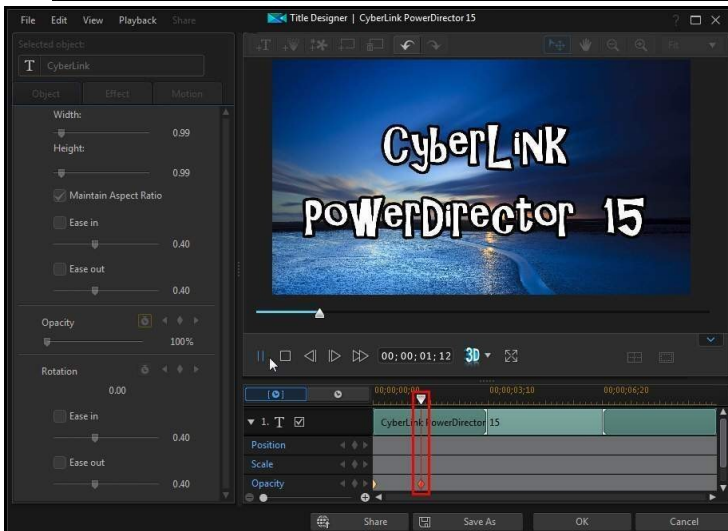 File Edit View Playback Share
Title Designer | CyberLink PowerDirector 15
Selected object:
T CyberLink
Object Effect Motion
Width:
0.99
Height:
0.99
Maintain Aspect Ratio
Ease in
0.40
Ease out
0.40
Opacity
100%
Rotation
0.00
Ease in
0.40
Ease out
0.40
Fit
CyberLink
PowerDirector 15
00; 00; 01; 12 3D
00;00;00;00 00;00;03;10 00;00;06;20
1. T CyberLink PowerDirector 15
Position
Scale
Opacity
Share Save As OK Cancel